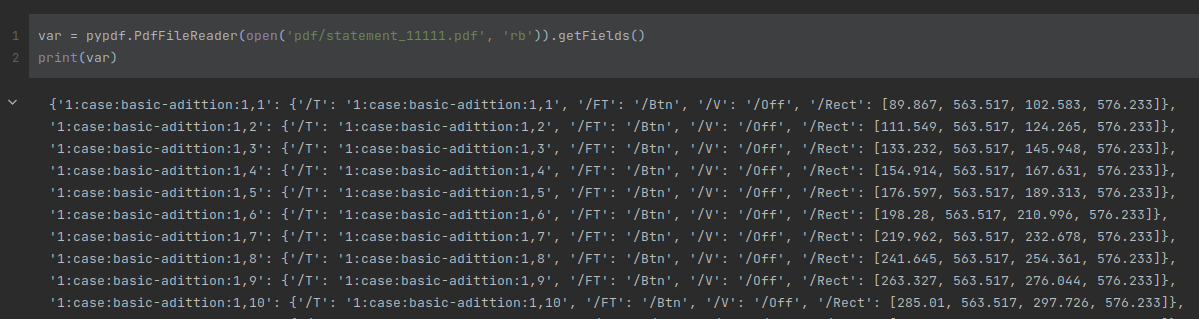 1 var = pypdf.PdfFileReader(open('pdf/statement_11111.pdf', 'rb')).getFields()
2 print(var)
{'1:case:basic-adittion:1,1': {'/T': '1:case:basic-adittion:1,1', '/FT': '/Btn', '/V': '/Off', '/Rect': [89.867, 563.517, 102.583, 576.233]},
'1:case:basic-adittion:1,2': {'/T': '1:case:basic-adittion:1,2', '/FT': '/Btn', '/V': '/Off', '/Rect': [111.549, 563.517, 124.265, 576.233]},
'1:case:basic-adittion:1,3': {'/T': '1:case:basic-adittion:1,3', '/FT': '/Btn', '/V': '/Off', '/Rect': [133.232, 563.517, 145.948, 576.233]},
'1:case:basic-adittion:1,4': {'/T': '1:case:basic-adittion:1,4', '/FT': '/Btn', '/V': '/Off', '/Rect': [154.914, 563.517, 167.631, 576.233]},
'1:case:basic-adittion:1,5': {'/T': '1:case:basic-adittion:1,5', '/FT': '/Btn', '/V': '/Off', '/Rect': [176.597, 563.517, 189.313, 576.233]},
'1:case:basic-adittion:1,6': {'/T': '1:case:basic-adittion:1,6', '/FT': '/Btn', '/V': '/Off', '/Rect': [198.28, 563.517, 210.996, 576.233]},
'1:case:basic-adittion:1,7': {'/T': '1:case:basic-adittion:1,7', '/FT': '/Btn', '/V': '/Off', '/Rect': [219.962, 563.517, 232.678, 576.233]},
'1:case:basic-adittion:1,8': {'/T': '1:case:basic-adittion:1,8', '/FT': '/Btn', '/V': '/Off', '/Rect': [241.645, 563.517, 254.361, 576.233]},
'1:case:basic-adittion:1,9': {'/T': '1:case:basic-adittion:1,9', '/FT': '/Btn', '/V': '/Off', '/Rect': [263.327, 563.517, 276.044, 576.233]},
'1:case:basic-adittion:1,10': {'/T': '1:case:basic-adittion:1,10', '/FT': '/Btn', '/V': '/Off', '/Rect': [285.01, 563.517, 297.726, 576.233]},